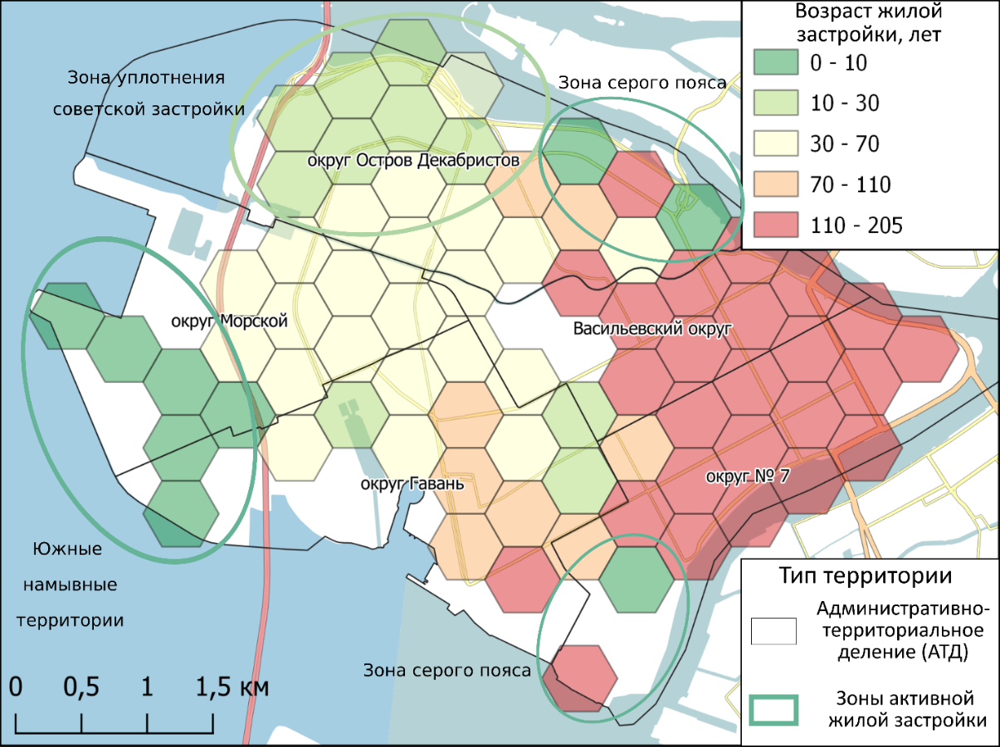 Возраст жилой
застройки, лет
0 - 10
10 - 30
30 - 70
70 - 110
110 - 205
Зона уплотнения
советской застройки
Зона серого пояса
округ Остров Декабристов
округ Морской
Васильевский округ
округ Гавань
округ № 7
Южные
намывные
территории
Зона серого пояса
0 0,5 1 1,5 км
Тип территории
Административно-
территориальное
деление (АТД)
Зоны активной
жилой застройки